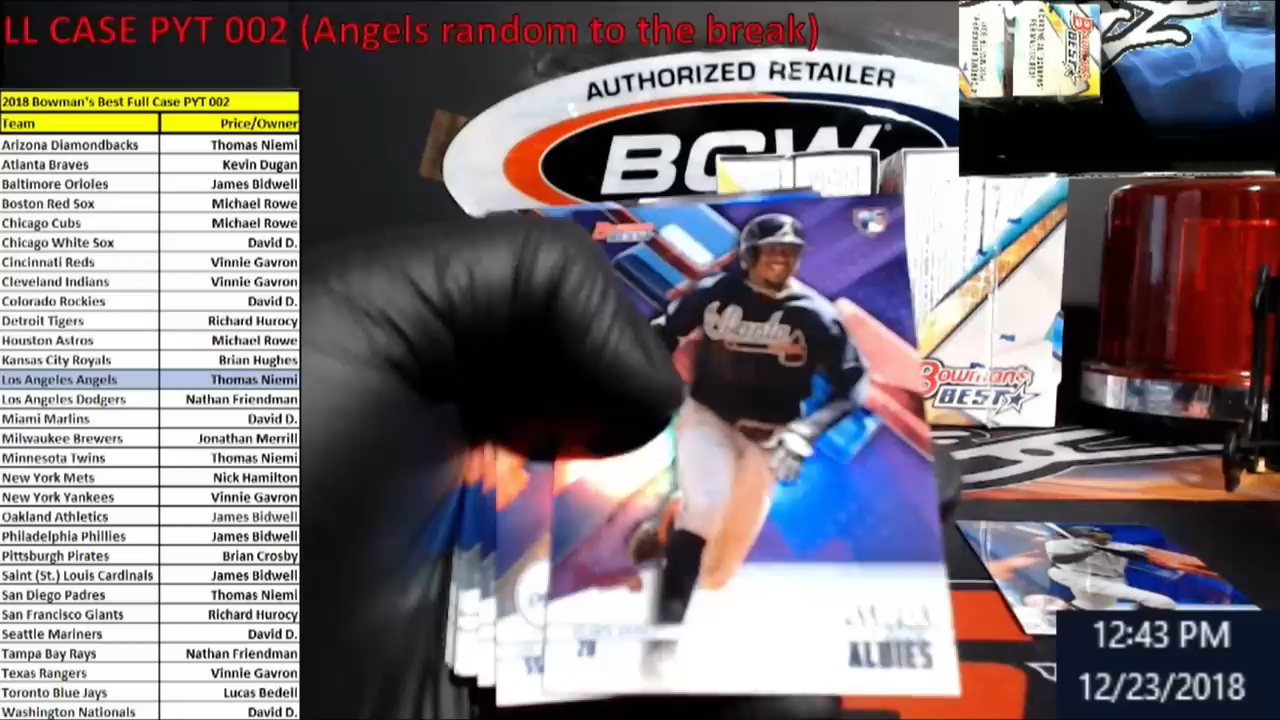 LL CASE PYT 002 (Angels random to the break)
2018 Bowman's Best Full Case PYT 002
Team Price/Owner
Arizona Diamondbacks Thomas Niemi
Atlanta Braves Kevin Dugan
Baltimore Orioles James Bidwell
Boston Red Sox Michael Rowe
Chicago Cubs Michael Rowe
Chicago White Sox David D.
Cincinnati Reds Vinnie Gavron
Cleveland Indians Vinnie Gavron
Colorado Rockies David D.
Detroit Tigers Richard Hurocy
Houston Astros Michael Rowe
Kansas City Royals Brian Hughes
Los Angeles Angels Thomas Niemi
Los Angeles Dodgers Nathan Friendman
Miami Marlins David D.
Milwaukee Brewers Jonathan Merrill
Minnesota Twins Thomas Niemi
New York Mets Nick Hamilton
New York Yankees Vinnie Gavron
Oakland Athletics James Bidwell
Philadelphia Phillies James Bidwell
Pittsburgh Pirates Brian Crosby
Saint (St.) Louis Cardinals James Bidwell
San Diego Padres Thomas Niemi
San Francisco Giants Richard Hurocy
Seattle Mariners David D.
Tampa Bay Rays Nathan Friendman
Texas Rangers Vinnie Gavron
Toronto Blue Jays Lucas Bedell
Washington Nationals David D.
AUTHORIZED RETAILER
BCW
ALBIES
Bowman's
BEST
Bowman's
BEST
12:43 PM
12/23/2018